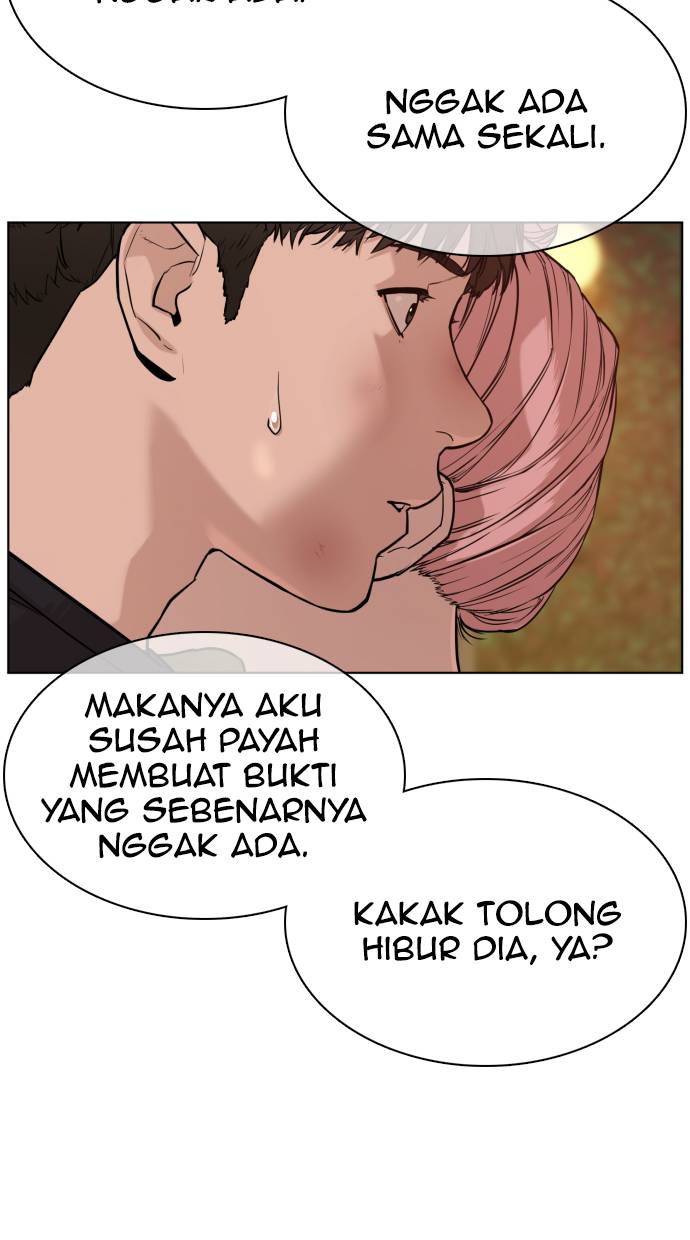 NGGAK ADA
SAMA SEKALI.
MAKANYA AKU
SUSAH PAYAH
MEMBUAT BUKTI
YANG SEBENARNYA
NGGAK ADA.
KAKAK TOLONG
HIBUR DIA, YA?